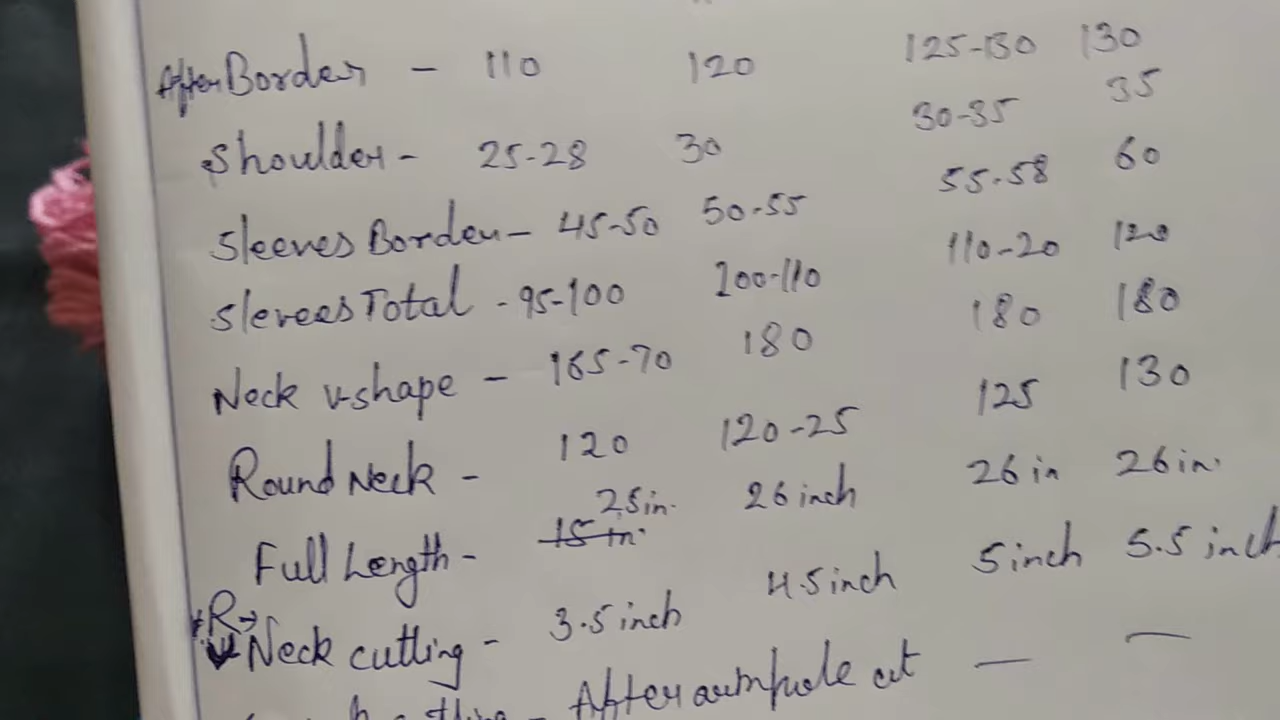 After Border - 110 120 125-130 130
Shoulder - 25-28 30 30-35 35
Sleeves Border - 45-50 50-55 55-58 60
Slevees Total - 95-100 100-110 110-20 120
Neck v-shape - 165-70 180 180 180
Round Neck - 120 120-25 125 130
Full Length - 15 in. 25in. 26 inch 26 in 26 in.
R→
Neck cutting - 3.5 inch 4.5 inch 5 inch 5.5 inch
- After armhole cut — —